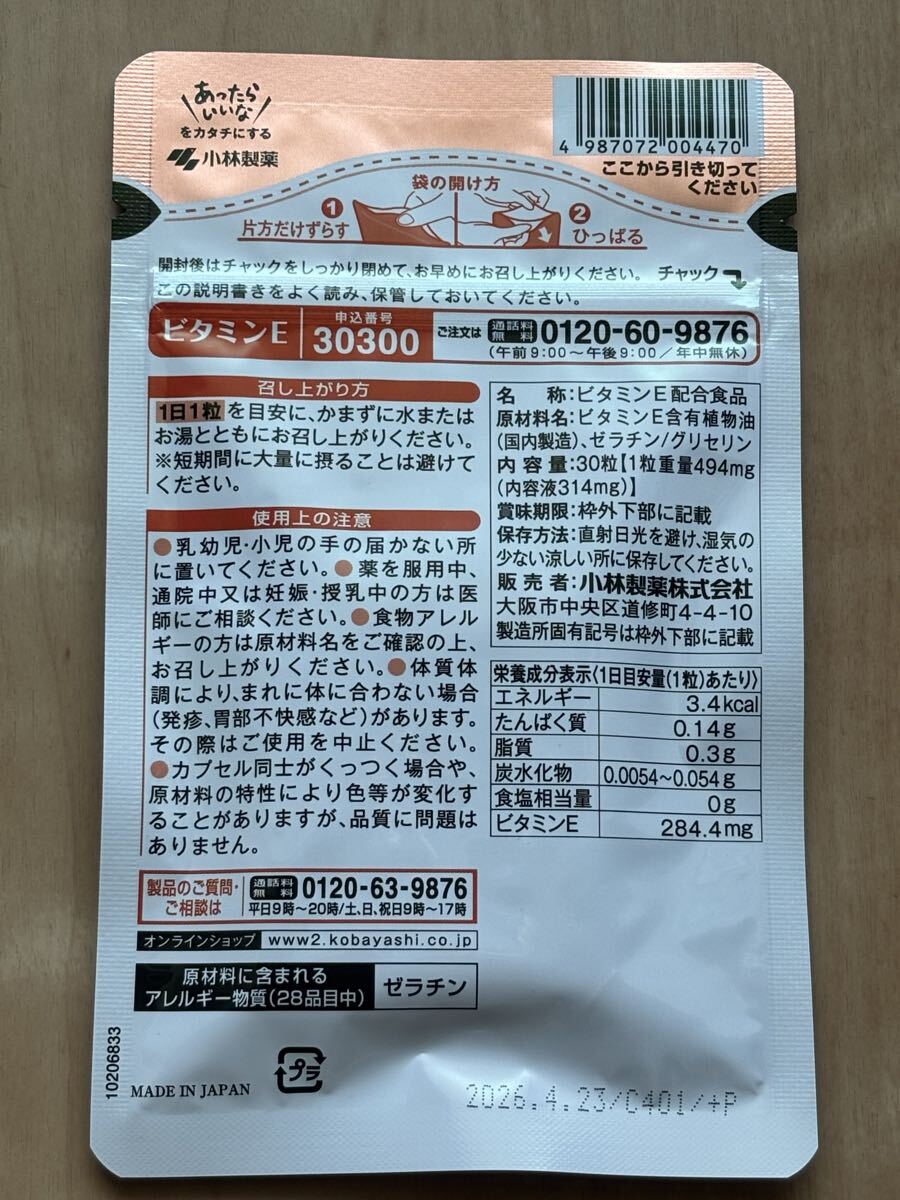 あったら
いいな
をカタチにする
小林製薬
4 987072 004470
ここから引き切って
ください
袋の開け方
1
片方だけずらす
2
ひっぱる
開封後はチャックをしっかり閉めて、お早めにお召し上がりください。 チャック
この説明書きをよく読み、保管しておいてください。
ビタミンE
申込番号
30300
ご注文は
通話料
無料
0120-60-9876
(午前9:00〜午後9:00/年中無休)
召し上がり方
1日1粒を目安に、かまずに水または
お湯とともにお召し上がりください。
※短期間に大量に摂ることは避けて
ください。
使用上の注意
●乳幼児・小児の手の届かない所
に置いてください。●薬を服用中、
通院中又は妊娠・授乳中の方は医
師にご相談ください。●食物アレル
ギーの方は原材料名をご確認の上、
お召し上がりください。●体質体
調により、まれに体に合わない場合
(発疹、胃部不快感など)があります。
その際はご使用を中止ください。
●カプセル同士がくっつく場合や、
原材料の特性により色等が変化す
ることがありますが、品質に問題は
ありません。
名 称:ビタミンE配合食品
原材料名:ビタミンE含有植物油
(国内製造)、ゼラチン/グリセリン
内容量:30粒【1粒重量494mg
(内容液314mg)】
賞味期限:枠外下部に記載
保存方法:直射日光を避け、湿気の
少ない涼しい所に保存してください。
販売者:小林製薬株式会社
大阪市中央区道修町4-4-10
製造所固有記号は枠外下部に記載
栄養成分表示〈1日目安量(1粒)あたり〉
エネルギー 3.4kcal
たんぱく質 0.14g
脂質 0.3g
炭水化物 0.0054〜0.054g
食塩相当量 0g
ビタミンE 284.4mg
製品のご質問・
ご相談は
通話料
無料
0120-63-9876
平日9時〜20時/土、日、祝日9時〜17時
オンラインショップ www2.kobayashi.co.jp
原材料に含まれる
アレルギー物質(28品目中)
ゼラチン
10206833
MADE IN JAPAN
プラ
2026.4.23/C401/+P